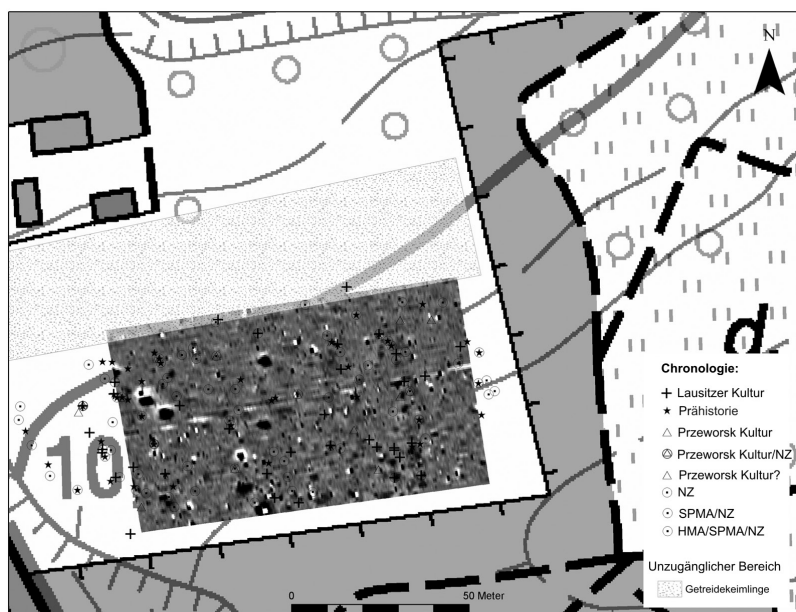 N
10
d
Chronologie:
Lausitzer Kultur
Prähistorie
Przeworsk Kultur
Przeworsk Kultur/NZ
Przeworsk Kultur?
NZ
SPMA/NZ
HMA/SPMA/NZ
Unzugänglicher Bereich
Getreidekeimlinge
0 50 Meter